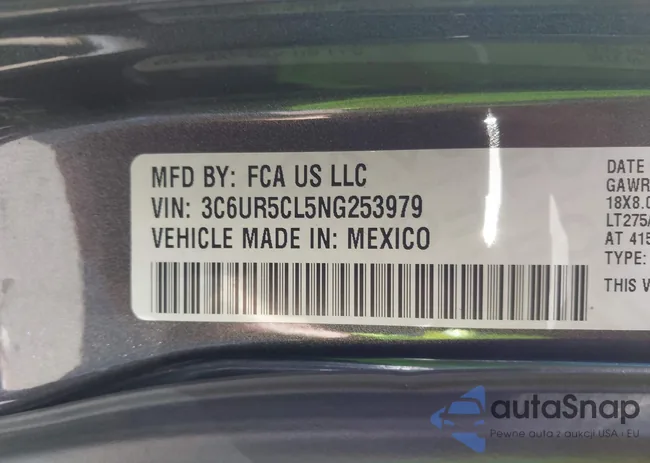 MFD BY: FCA US LLC
VIN: 3C6UR5CL5NG253979
VEHICLE MADE IN: MEXICO
DATE
GAWR
18X8.0
LT275/
AT 415
TYPE:
THIS V
autaSnap
Pewne auta z aukcji USA i EU